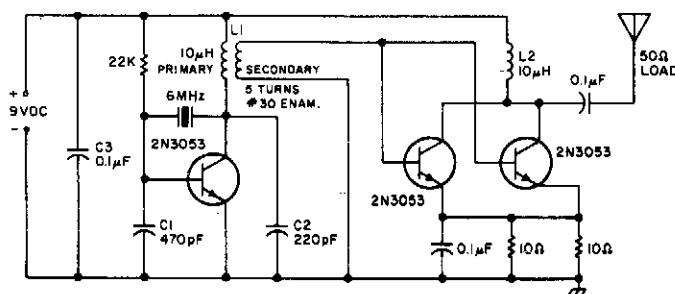 +
9VDC
-
C3
0.1µF
22K
6MHz
2N3053
C1
470pF
L1
10µH
PRIMARY
SECONDARY
5 TURNS
#30 ENAM.
C2
220pF
L2
10µH
0.1µF
50Ω
LOAD
2N3053
2N3053
0.1µF
10Ω
10Ω